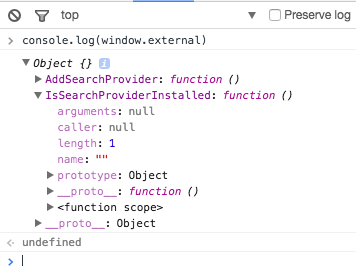 top
Preserve log
console.log(window.external)
Object {} i
AddSearchProvider: function ()
IsSearchProviderInstalled: function ()
arguments: null
caller: null
length: 1
name: ""
prototype: Object
__proto__: function ()
<function scope>
__proto__: Object
undefined